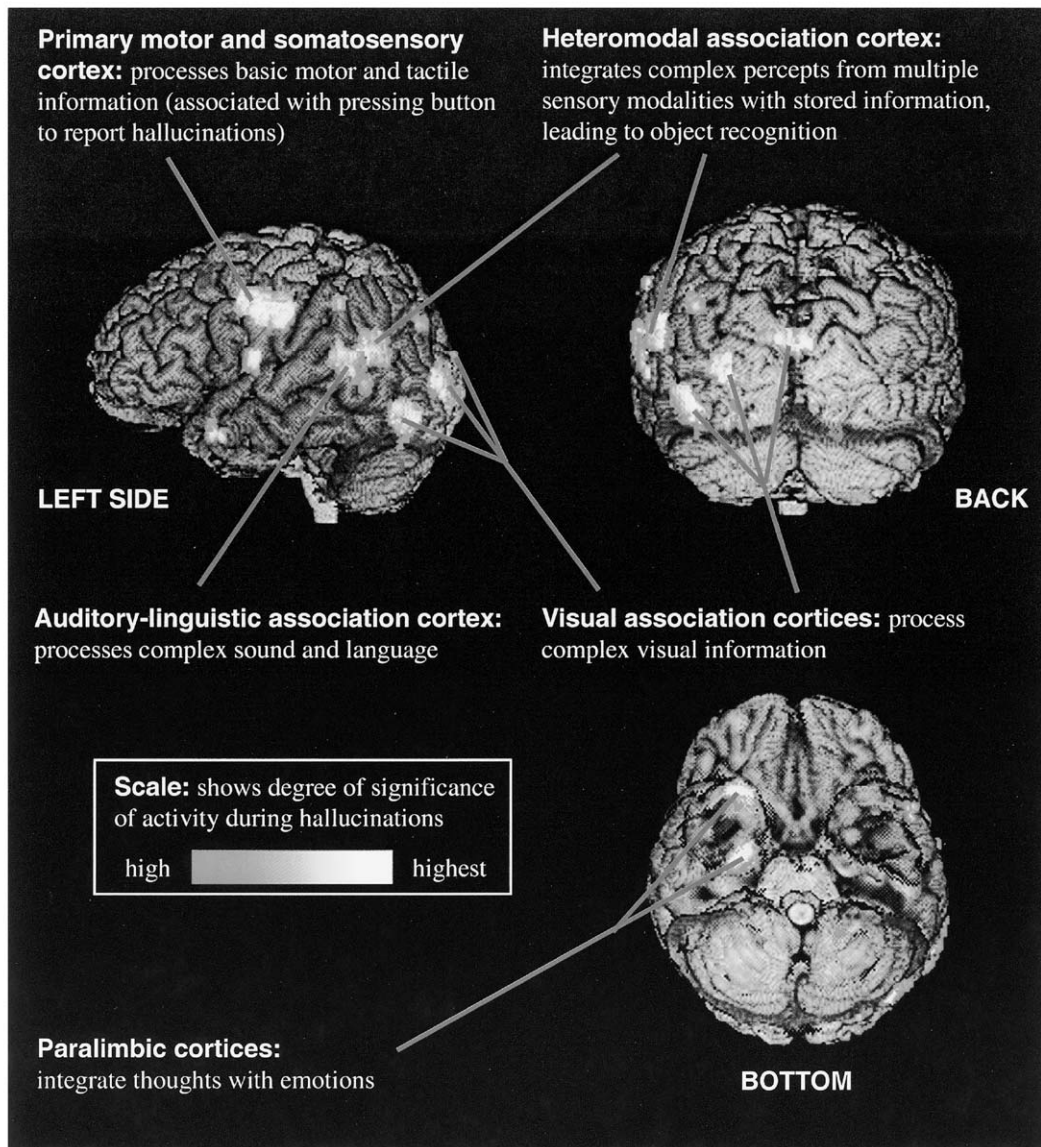 Primary motor and somatosensory
cortex: processes basic motor and tactile
information (associated with pressing button
to report hallucinations)
Heteromodal association cortex:
integrates complex percepts from multiple
sensory modalities with stored information,
leading to object recognition
LEFT SIDE
BACK
Auditory-linguistic association cortex:
processes complex sound and language
Visual association cortices: process
complex visual information
Scale: shows degree of significance
of activity during hallucinations
high highest
Paralimbic cortices:
integrate thoughts with emotions
BOTTOM